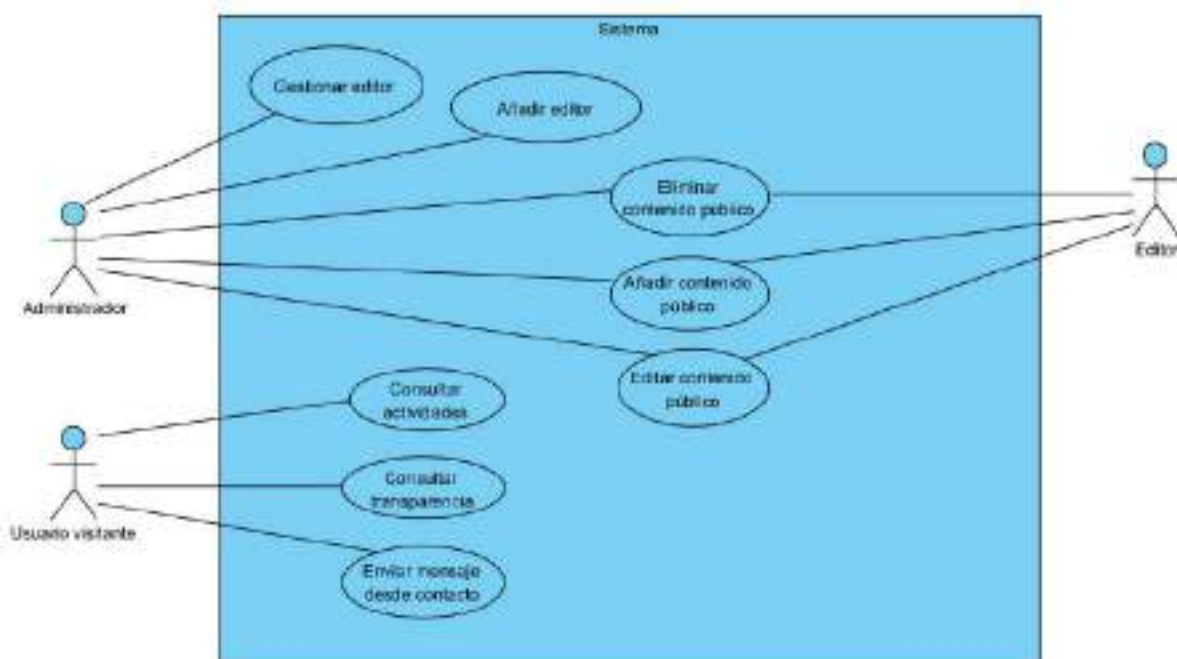 Sistema
Gestionar editor
Añadir editor
Eliminar
contenido público
Editor
Añadir contenido
público
Administrador
Editar contenido
público
Consultar
actividades
Consultar
transparencia
Usuario visitante
Enviar mensaje
desde contacto